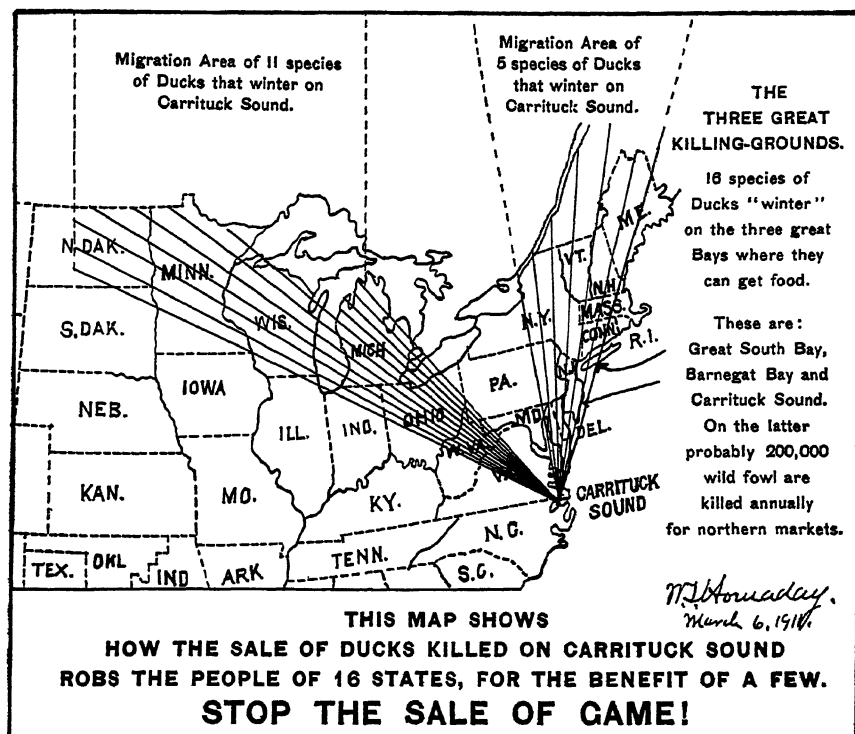 Migration Area of 11 species
of Ducks that winter on
Carrituck Sound.
Migration Area of
5 species of Ducks
that winter on
Carrituck Sound.
THE
THREE GREAT
KILLING-GROUNDS.
16 species of
Ducks "winter"
on the three great
Bays where they
can get food.
These are:
Great South Bay,
Barnegat Bay and
Carrituck Sound.
On the latter
probably 200,000
wild fowl are
killed annually
for northern markets.
N.DAK.
MINN.
S.DAK.
WIS.
MICH
IOWA
NEB.
ILL.
IND.
OHIO
PA.
N.Y.
VT.
N.H.
ME.
MASS.
CONN.
R.I.
N.J.
MD.
DEL.
W.VA.
VA.
KAN.
MO.
KY.
CARRITUCK
SOUND
N.C.
TENN.
S.C.
TEX.
OKL
IND
ARK
W.T. Hornaday.
March 6, 1911.
THIS MAP SHOWS
HOW THE SALE OF DUCKS KILLED ON CARRITUCK SOUND
ROBS THE PEOPLE OF 16 STATES, FOR THE BENEFIT OF A FEW.
STOP THE SALE OF GAME!